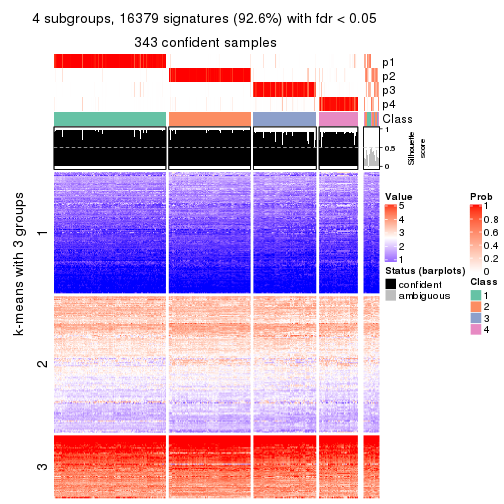 4 subgroups, 16379 signatures (92.6%) with fdr < 0.05
343 confident samples
p1
p2
p3
p4
Class
1
0.5
0
Silhouette
score
k-means with 3 groups
1
2
3
Value
5
4
3
2
1
Status (barplots)
confident
ambiguous
Prob
1
0.8
0.6
0.4
0.2
0
Class
1
2
3
4